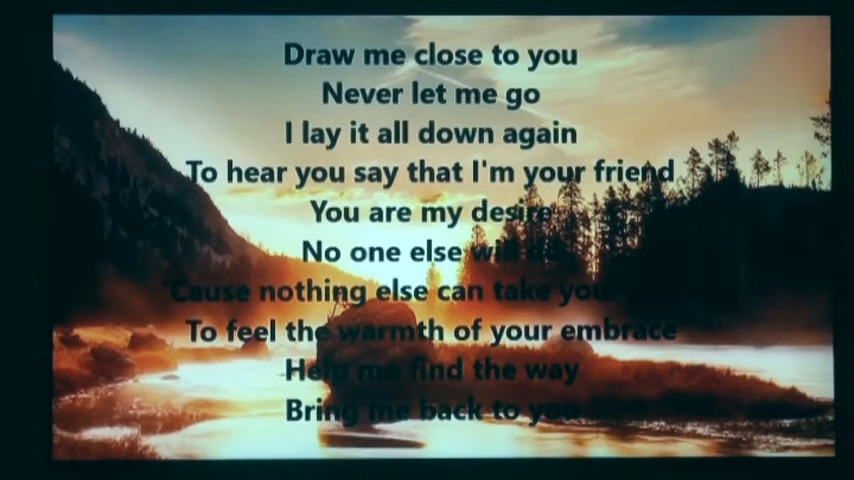 Draw me close to you
Never let me go
I lay it all down again
To hear you say that I'm your friend
You are my desire
No one else will
Cause nothing else can take your
To feel the warmth of your embrace
Help me find the way
Bring me back to you